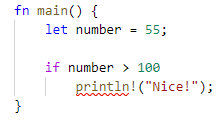 fn main() {
    let number = 55;

    if number > 100
        println!("Nice!");
}